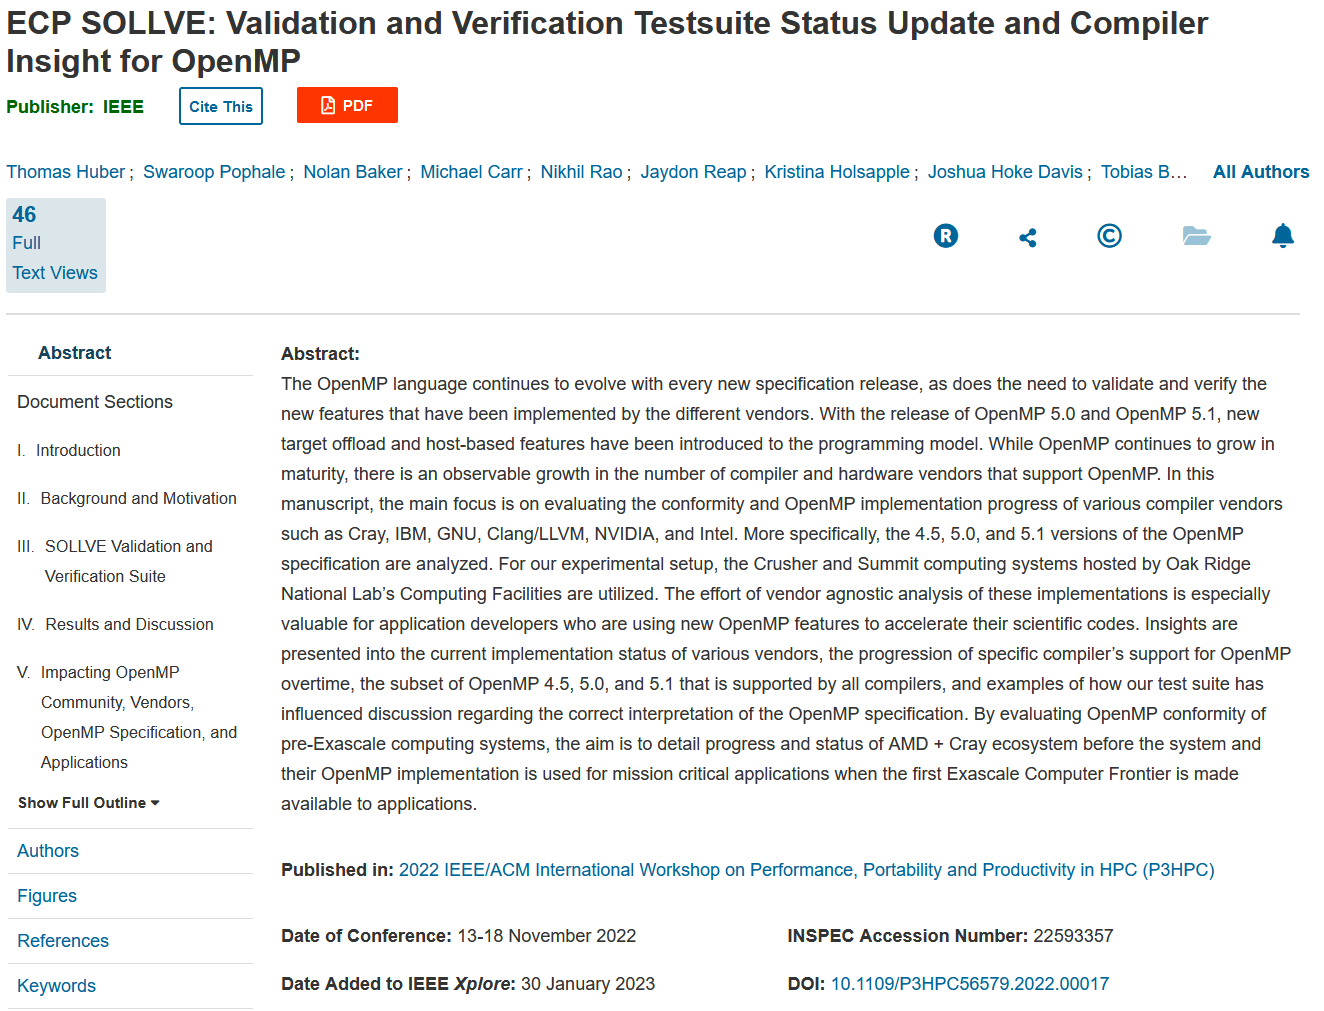 ECP SOLLVE: Validation and Verification Testsuite Status Update and Compiler
Insight for OpenMP
Publisher: IEEE
Cite This
PDF
Thomas Huber ; Swaroop Pophale ; Nolan Baker ; Michael Carr ; Nikhil Rao ; Jaydon Reap ; Kristina Holsapple ; Joshua Hoke Davis ; Tobias B... All Authors
46
Full
Text Views
R
©
Abstract
Document Sections
I. Introduction
II. Background and Motivation
III. SOLLVE Validation and
Verification Suite
IV. Results and Discussion
V. Impacting OpenMP
Community, Vendors,
OpenMP Specification, and
Applications
Show Full Outline
Authors
Figures
References
Keywords
Abstract:
The OpenMP language continues to evolve with every new specification release, as does the need to validate and verify the
new features that have been implemented by the different vendors. With the release of OpenMP 5.0 and OpenMP 5.1, new
target offload and host-based features have been introduced to the programming model. While OpenMP continues to grow in
maturity, there is an observable growth in the number of compiler and hardware vendors that support OpenMP. In this
manuscript, the main focus is on evaluating the conformity and OpenMP implementation progress of various compiler vendors
such as Cray, IBM, GNU, Clang/LLVM, NVIDIA, and Intel. More specifically, the 4.5, 5.0, and 5.1 versions of the OpenMP
specification are analyzed. For our experimental setup, the Crusher and Summit computing systems hosted by Oak Ridge
National Lab’s Computing Facilities are utilized. The effort of vendor agnostic analysis of these implementations is especially
valuable for application developers who are using new OpenMP features to accelerate their scientific codes. Insights are
presented into the current implementation status of various vendors, the progression of specific compiler’s support for OpenMP
overtime, the subset of OpenMP 4.5, 5.0, and 5.1 that is supported by all compilers, and examples of how our test suite has
influenced discussion regarding the correct interpretation of the OpenMP specification. By evaluating OpenMP conformity of
pre-Exascale computing systems, the aim is to detail progress and status of AMD + Cray ecosystem before the system and
their OpenMP implementation is used for mission critical applications when the first Exascale Computer Frontier is made
available to applications.
Published in: 2022 IEEE/ACM International Workshop on Performance, Portability and Productivity in HPC (P3HPC)
Date of Conference: 13-18 November 2022
INSPEC Accession Number: 22593357
Date Added to IEEE Xplore: 30 January 2023
DOI: 10.1109/P3HPC56579.2022.00017